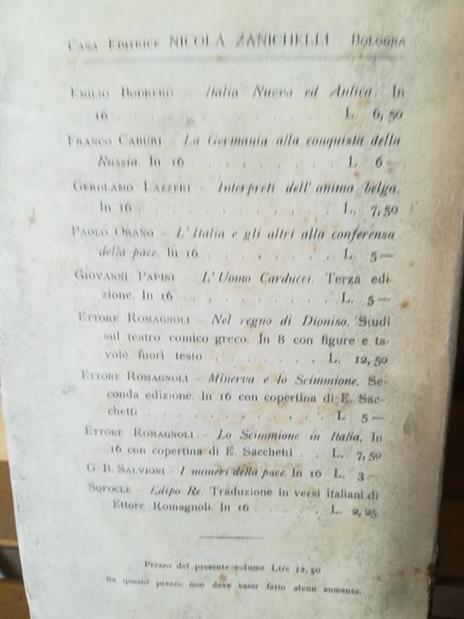 Casa Editrice NICOLA ZANICHELLI Bologna
Emilio Bodrero – Italia Nuova ed Antica. In
16 . . . . . . . . . . L. 6,50
Franco Caburi – La Germania alla conquista della
Russia. In 16 . . . . . . . L. 6 —
Gerolamo Lazzeri – Interpreti dell'anima belga.
In 16 . . . . . . . . . L. 7,50
Paolo Orano – L'Italia e gli altri alla conferenza
della pace. In 16 . . . . . . L. 5 —
Giovanni Papini – L'Uomo Carducci. Terza edi-
zione. In 16 . . . . . . . . L. 5 —
Ettore Romagnoli – Nel regno di Dioniso. Studi
sul teatro comico greco. In 8 con figure e ta-
vole fuori testo . . . . . . L. 12,50
Ettore Romagnoli – Minerva e lo Scimmione. Se-
conda edizione. In 16 con copertina di E. Sac-
chetti . . . . . . . . . L. 5 —
Ettore Romagnoli – Lo Scimmione in Italia. In
16 con copertina di E. Sacchetti . . L. 7,50
G. B. Salvioni – I numeri della pace. In 16 L. 3 —
Sofocle – Edipo Re. Traduzione in versi italiani di
Ettore Romagnoli. In 16 . . . . L. 2,25
Prezzo del presente volume Lire 12,50
Su questo prezzo non deve esser fatto alcun aumento.